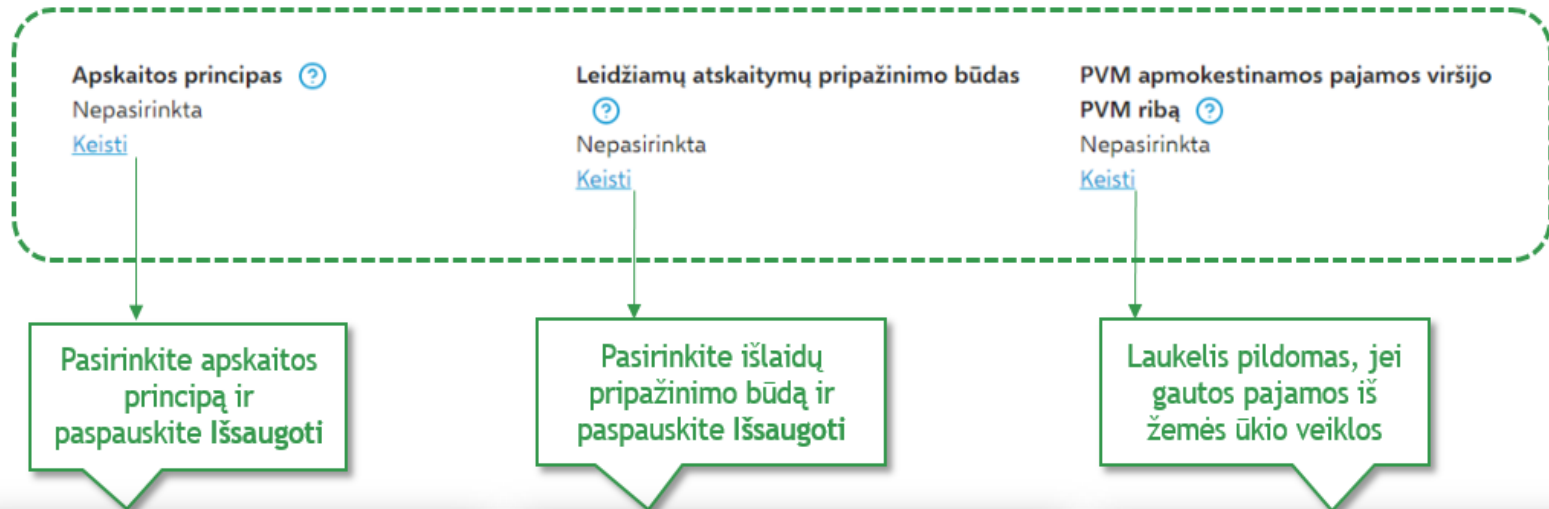 Apskaitos principas ?
Nepasirinkta
Keisti
Leidžiamų atskaitymų pripažinimo būdas
?
Nepasirinkta
Keisti
PVM apmokestinamos pajamos viršijo
PVM ribą ?
Nepasirinkta
Keisti
Pasirinkite apskaitos
principą ir
paspauskite Išsaugoti
Pasirinkite išlaidų
pripažinimo būdą ir
paspauskite Išsaugoti
Laukelis pildomas, jei
gautos pajamos iš
žemės ūkio veiklos